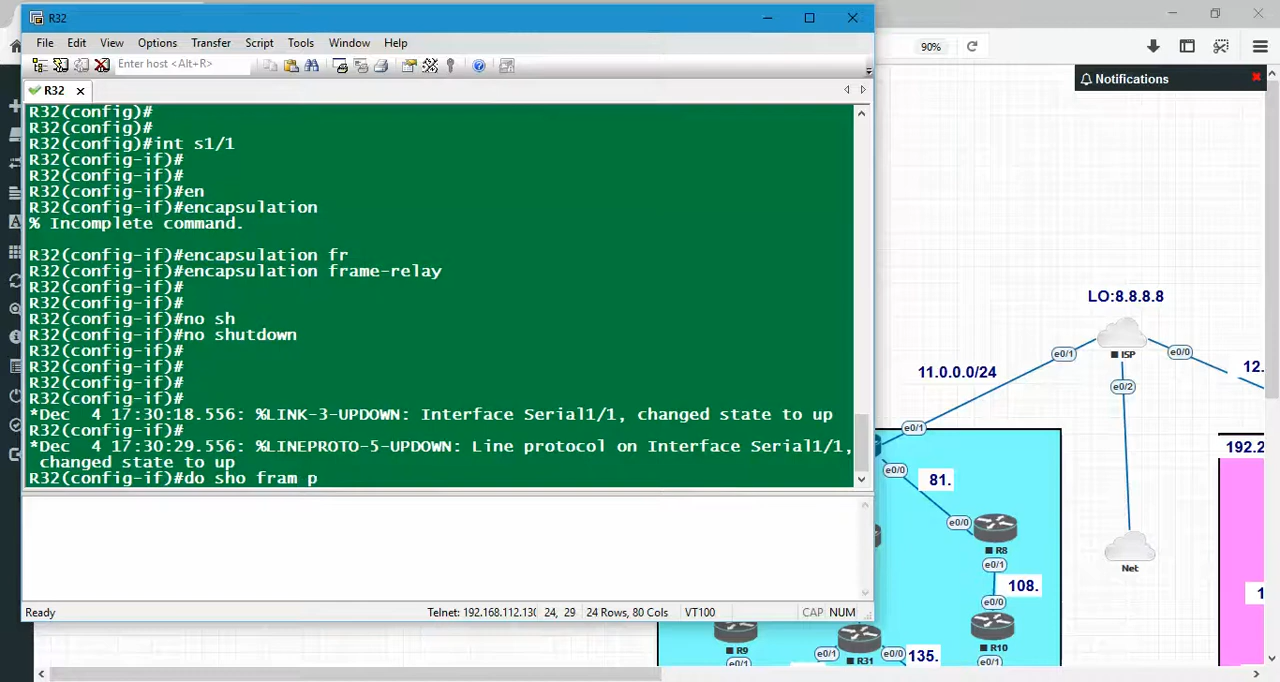 R32
File Edit View Options Transfer Script Tools Window Help
Enter host <Alt+R>
R32
R32(config)#
R32(config)#
R32(config)#int s1/1
R32(config-if)#
R32(config-if)#
R32(config-if)#en
R32(config-if)#encapsulation
% Incomplete command.
R32(config-if)#encapsulation fr
R32(config-if)#encapsulation frame-relay
R32(config-if)#
R32(config-if)#
R32(config-if)#no sh
R32(config-if)#no shutdown
R32(config-if)#
R32(config-if)#
R32(config-if)#
R32(config-if)#
*Dec  4 17:30:18.556: %LINK-3-UPDOWN: Interface Serial1/1, changed state to up
R32(config-if)#
*Dec  4 17:30:29.556: %LINEPROTO-5-UPDOWN: Line protocol on Interface Serial1/1,
changed state to up
R32(config-if)#do sho fram p
Ready Telnet: 192.168.112.130 24, 29 24 Rows, 80 Cols VT100 CAP NUM
90%
Notifications
LO:8.8.8.8
ISP
e0/1
e0/0
e0/2
11.0.0.0/24
12.
e0/1
e0/0
81.
192.2
e0/0
R8
e0/1
Net
108.
1
e0/0
R9
e0/1
R31
e0/1
e0/0
135.
R10
e0/1